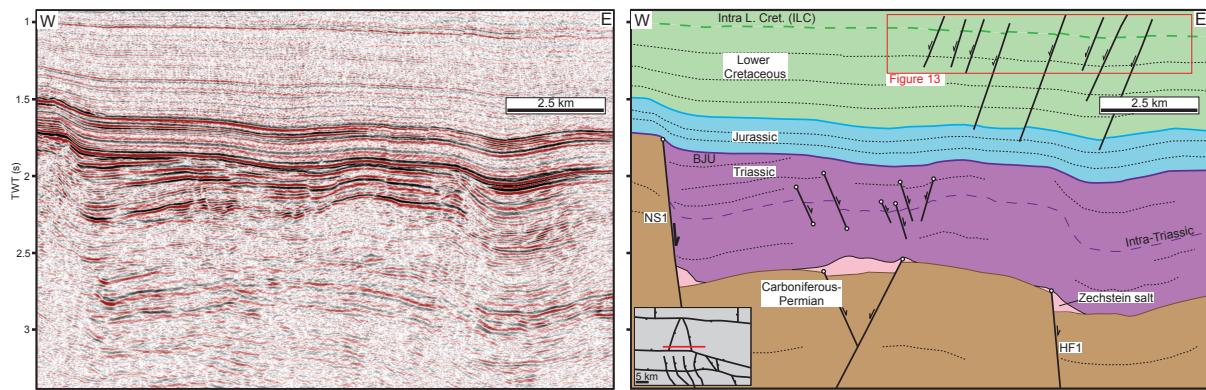 W
E
1
1.5
2
2.5
3
TWT (s)
2.5 km
W
E
Intra L. Cret. (ILC)
Lower
Cretaceous
Figure 13
2.5 km
Jurassic
BJU
Triassic
NS1
Intra-Triassic
Carboniferous-
Permian
Zechstein salt
HF1
5 km